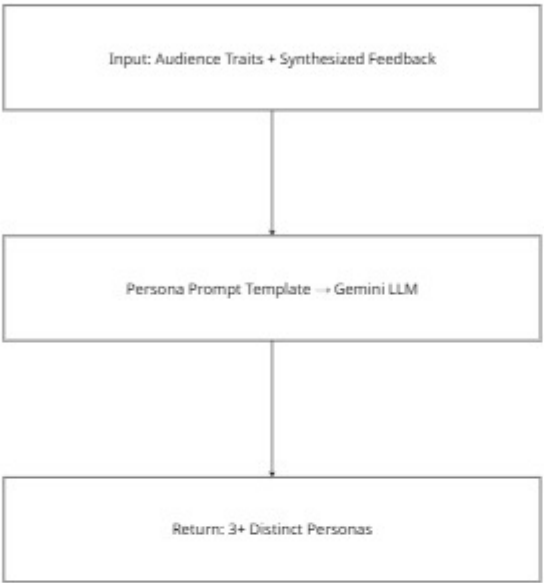 Input: Audience Traits + Synthesized Feedback
Persona Prompt Template → Gemini LLM
Return: 3+ Distinct Personas